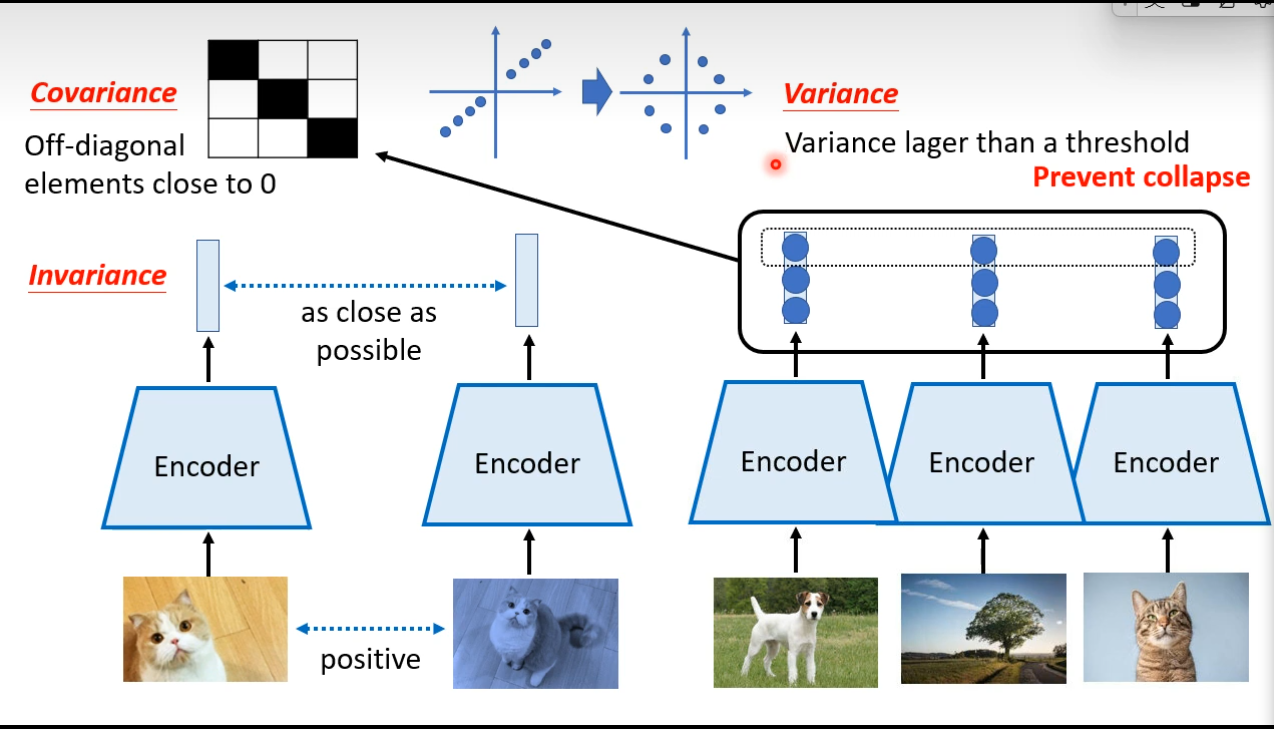 Covariance
Off-diagonal
elements close to 0
Variance
Variance lager than a threshold
Prevent collapse
Invariance
as close as
possible
Encoder
Encoder
Encoder
Encoder
Encoder
positive